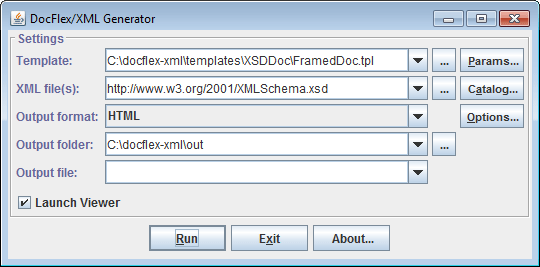 DocFlex/XML Generator
Settings
Template: C:\docflex-xml\templates\XSDDoc\FramedDoc.tpl ... Params...
XML file(s): http://www.w3.org/2001/XMLSchema.xsd ... Catalog...
Output format: HTML Options...
Output folder: C:\docflex-xml\out ...
Output file:
Launch Viewer
Run Exit About...